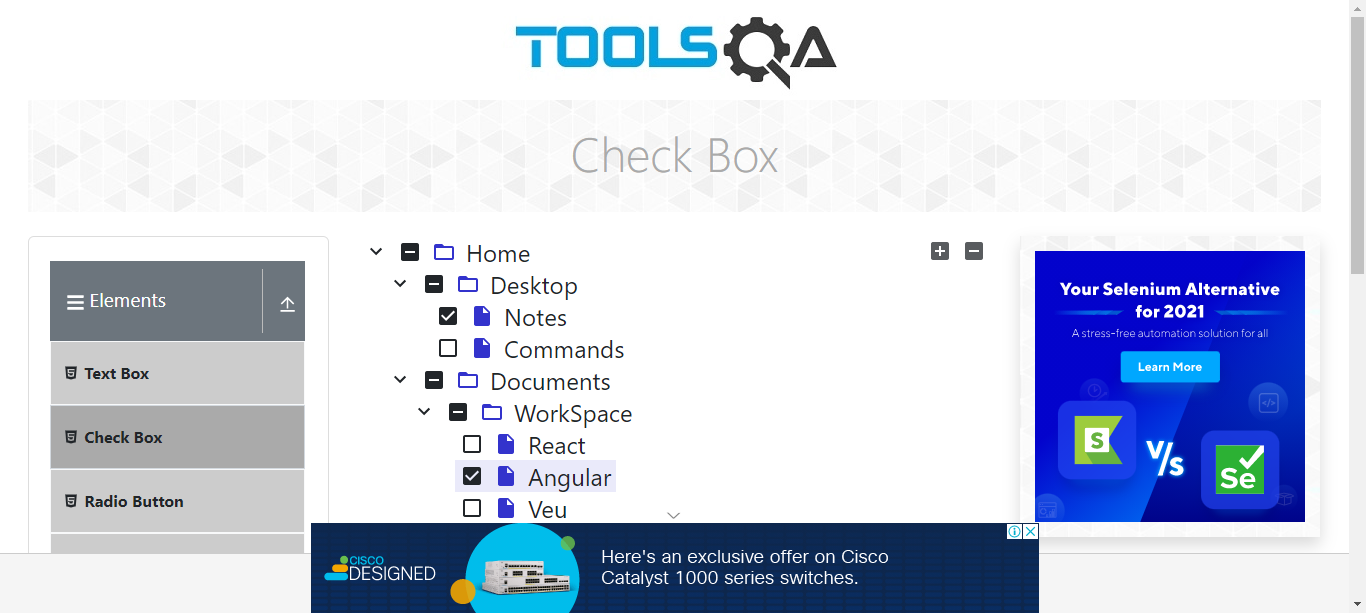 TOOLSQA
Check Box
Elements
Text Box
Check Box
Radio Button
Home
Desktop
Notes
Commands
Documents
WorkSpace
React
Angular
Veu
Your Selenium Alternative
for 2021
A stress-free automation solution for all
Learn More
S
V/s
Se
CISCO
DESIGNED
Here's an exclusive offer on Cisco
Catalyst 1000 series switches.